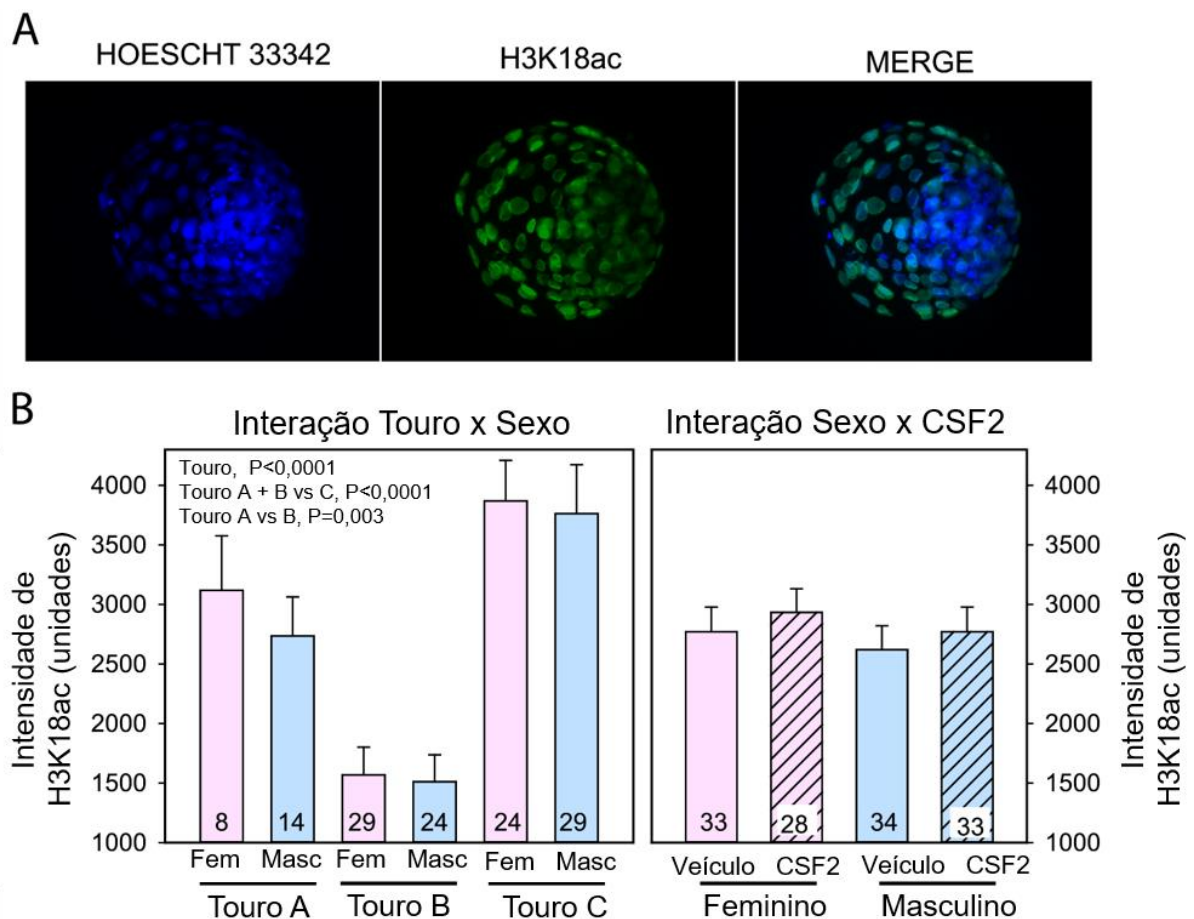 A
HOESCHT 33342
H3K18ac
MERGE
B
Interação Touro x Sexo
Interação Sexo x CSF2
Touro, P<0,0001
Touro A + B vs C, P<0,0001
Touro A vs B, P=0,003
Intensidade de
H3K18ac (unidades)
4000
3500
3000
2500
2000
1500
1000
8
14
29
24
24
29
Fem
Masc
Fem
Masc
Fem
Masc
Touro A
Touro B
Touro C
33
28
34
33
Veículo
CSF2
Veículo
CSF2
Feminino
Masculino
4000
3500
3000
2500
2000
1500
1000
Intensidade de
H3K18ac (unidades)